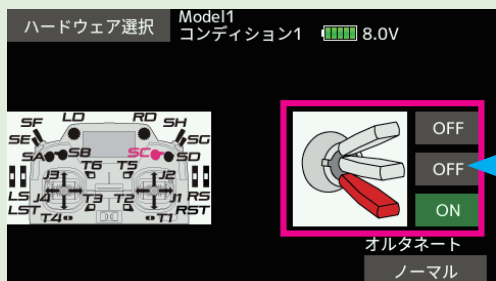 ハードウェア選択
Model1
コンディション1 8.0V
SF LD RD SH
SE SG
SA SB SC SD
T6 T5
J3 J2
LS J4 T3 T2 J1 RS
LST T4 T1 RST
OFF
OFF
ON
オルタネート
ノーマル